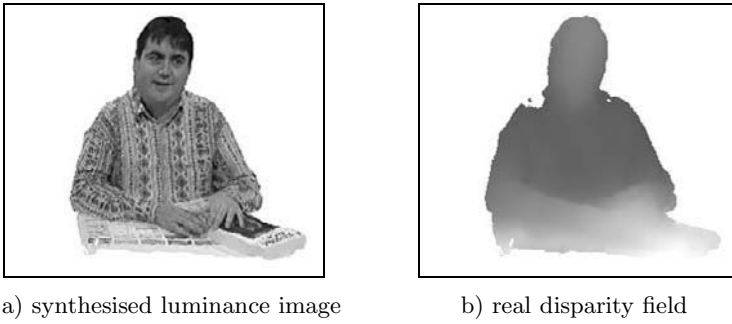 a) synthesised luminance image
b) real disparity field